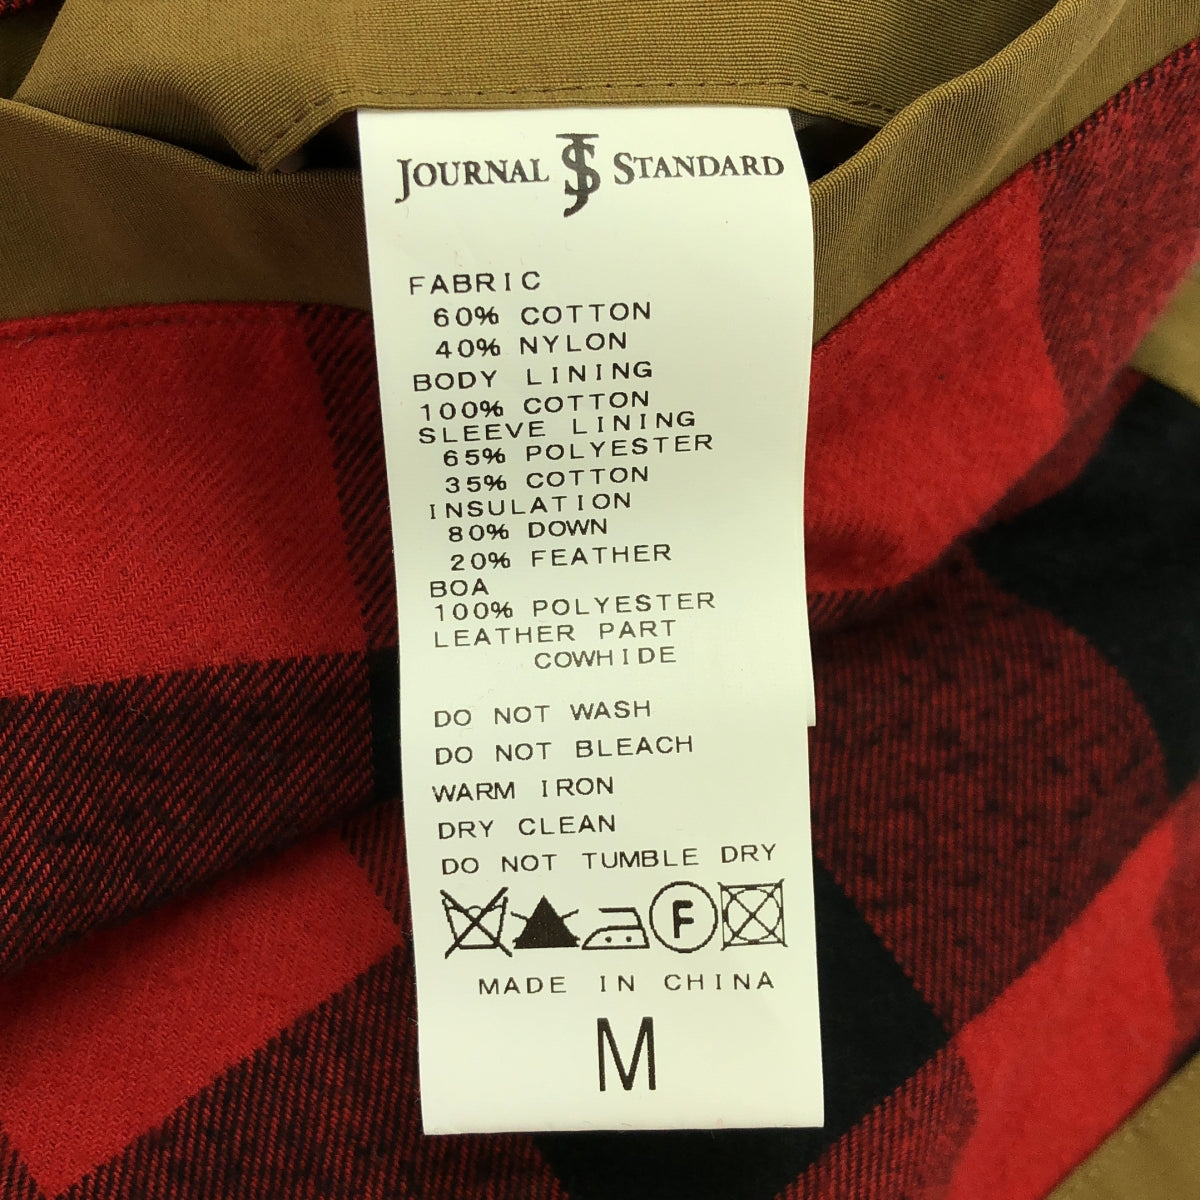 JOURNAL JS STANDARD
FABRIC
60% COTTON
40% NYLON
BODY LINING
100% COTTON
SLEEVE LINING
65% POLYESTER
35% COTTON
INSULATION
80% DOWN
20% FEATHER
BOA
100% POLYESTER
LEATHER PART
COWHIDE
DO NOT WASH
DO NOT BLEACH
WARM IRON
DRY CLEAN
DO NOT TUMBLE DRY
F
MADE IN CHINA
M